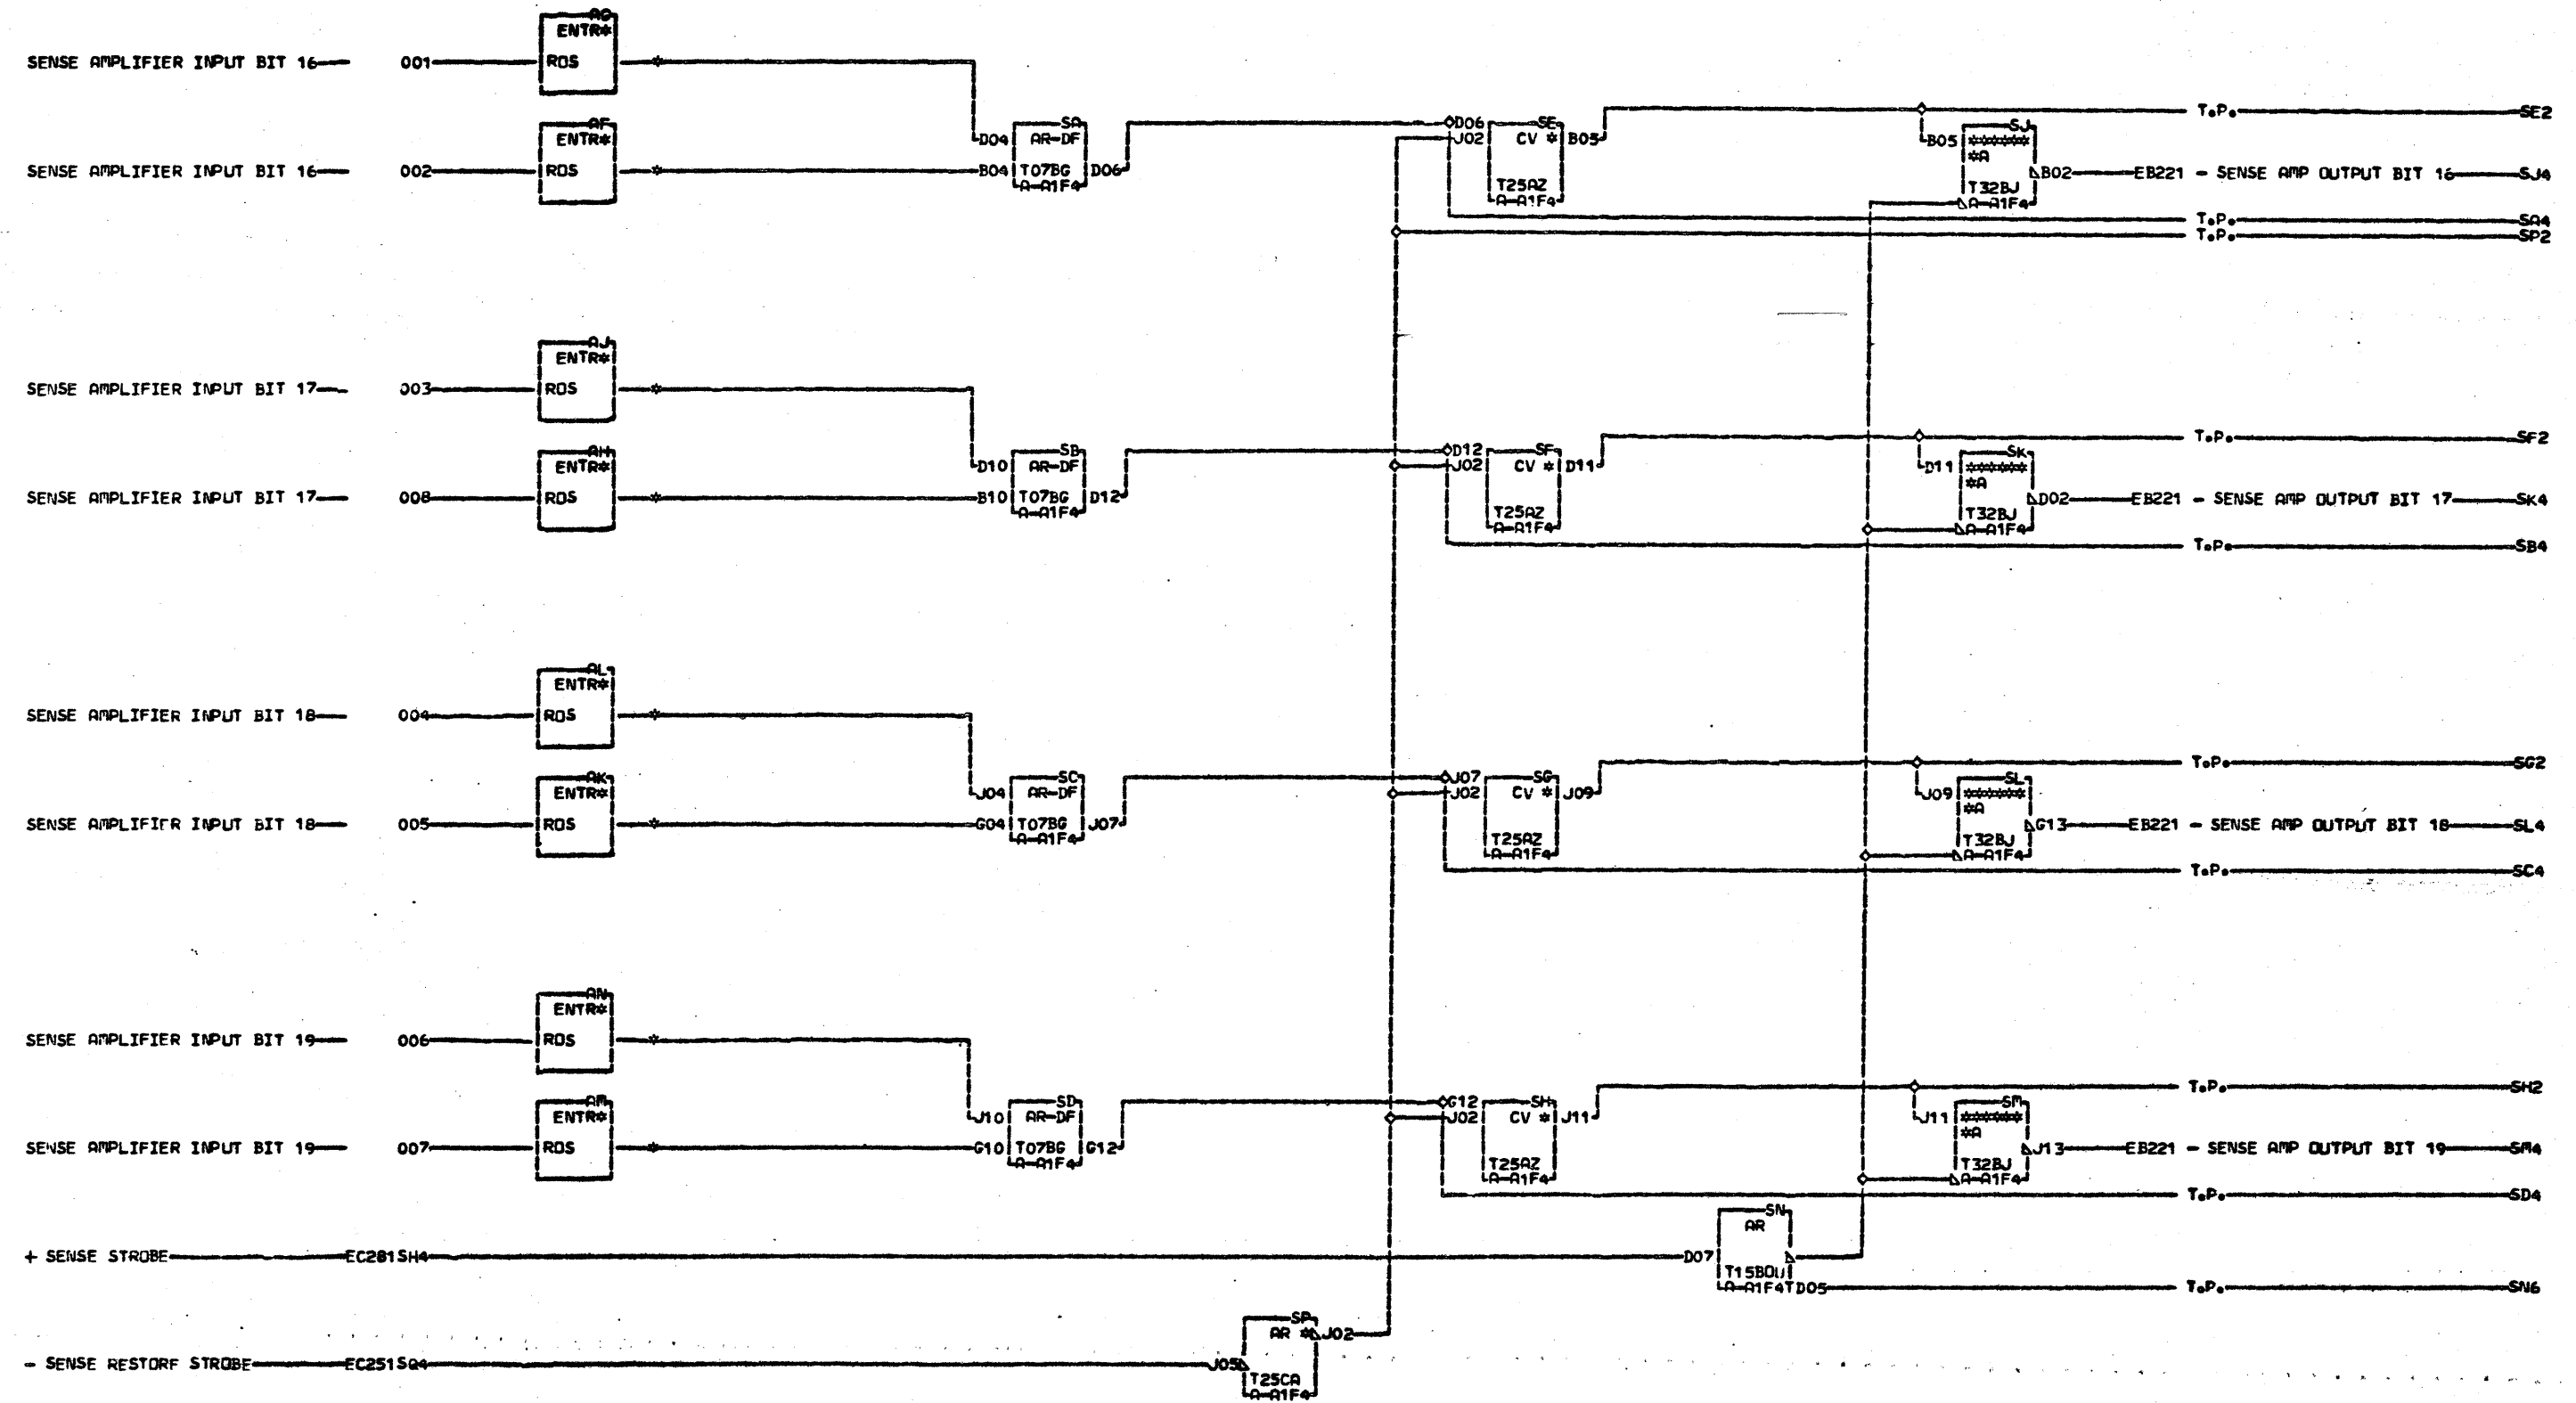 AG
ENTR*
SENSE AMPLIFIER INPUT BIT 16 001 ROS *
AF
ENTR*
SENSE AMPLIFIER INPUT BIT 16 002 ROS *
SA
D04 AR-DF
B04 T07BG D06
A-A1F4
D06 SE
J02 CV * B05
T25AZ
A-A1F4
T.P. SE2
SJ
B05 ******
*A
B02 EB221 - SENSE AMP OUTPUT BIT 16 SJ4
T32BJ
A-A1F4
T.P. SA4
T.P. SP2
AJ
ENTR*
SENSE AMPLIFIER INPUT BIT 17 003 ROS *
AH
ENTR*
SENSE AMPLIFIER INPUT BIT 17 008 ROS *
SB
D10 AR-DF
B10 T07BG D12
A-A1F4
D12 SF
J02 CV * D11
T25AZ
A-A1F4
T.P. SF2
SK
D11 ******
*A
D02 EB221 - SENSE AMP OUTPUT BIT 17 SK4
T32BJ
A-A1F4
T.P. SB4
AL
ENTR*
SENSE AMPLIFIER INPUT BIT 18 004 ROS *
AK
ENTR*
SENSE AMPLIFIER INPUT BIT 18 005 ROS *
SC
J04 AR-DF
G04 T07BG J07
A-A1F4
J07 SG
J02 CV * J09
T25AZ
A-A1F4
T.P. SG2
SL
J09 ******
*A
G13 EB221 - SENSE AMP OUTPUT BIT 18 SL4
T32BJ
A-A1F4
T.P. SC4
AN
ENTR*
SENSE AMPLIFIER INPUT BIT 19 006 ROS *
AM
ENTR*
SENSE AMPLIFIER INPUT BIT 19 007 ROS *
SD
J10 AR-DF
G10 T07BG G12
A-A1F4
G12 SH
J02 CV * J11
T25AZ
A-A1F4
T.P. SH2
SM
J11 ******
*A
J13 EB221 - SENSE AMP OUTPUT BIT 19 SM4
T32BJ
A-A1F4
T.P. SD4
SN
AR
+ SENSE STROBE EC281SH4 D07
T15B0U
A-A1F4TD05 T.P. SN6
SP
AR * J02
- SENSE RESTORF STROBE EC251SQ4 J05
T25CA
A-A1F4